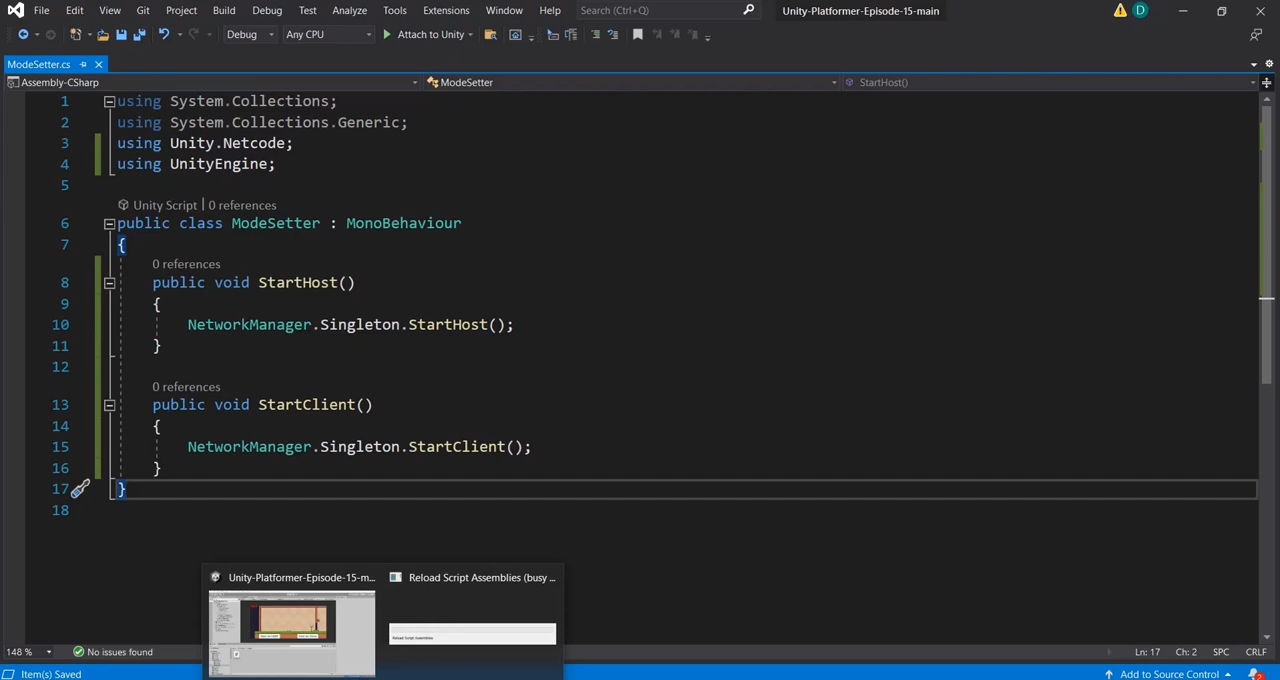 File Edit View Git Project Build Debug Test Analyze Tools Extensions Window Help Search (Ctrl+Q) Unity-Platformer-Episode-15-main D
Debug Any CPU Attach to Unity
ModeSetter.cs
Assembly-CSharp ModeSetter StartHost()
1 using System.Collections;
2 using System.Collections.Generic;
3 using Unity.Netcode;
4 using UnityEngine;
5
Unity Script | 0 references
6 public class ModeSetter : MonoBehaviour
7 {
0 references
8 public void StartHost()
9 {
10 NetworkManager.Singleton.StartHost();
11 }
12
0 references
13 public void StartClient()
14 {
15 NetworkManager.Singleton.StartClient();
16 }
17 }
18
Unity-Platformer-Episode-15-m... Reload Script Assemblies (busy ...
Reload Script Assemblies
148 % No issues found Ln: 17 Ch: 2 SPC CRLF
Item(s) Saved Add to Source Control 2